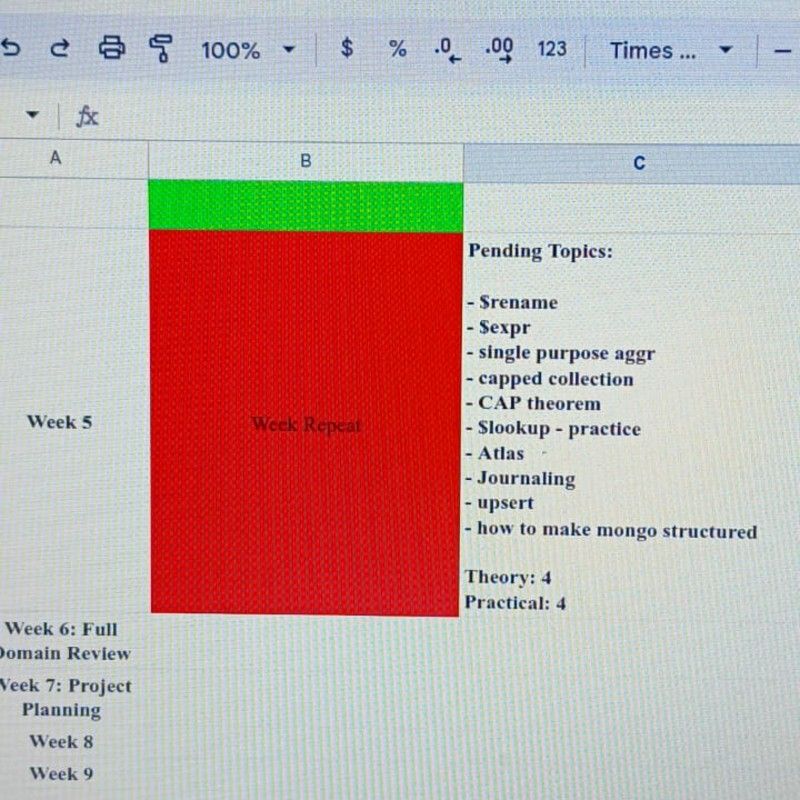 100%
$ % .0 .00 123 Times ...
fx
A B C
Pending Topics:
- $rename
- $expr
- single purpose aggr
- capped collection
- CAP theorem
- $lookup - practice
- Atlas
- Journaling
- upsert
- how to make mongo structured
Theory: 4
Practical: 4
Week 5
Week Repeat
Week 6: Full
Domain Review
Week 7: Project
Planning
Week 8
Week 9